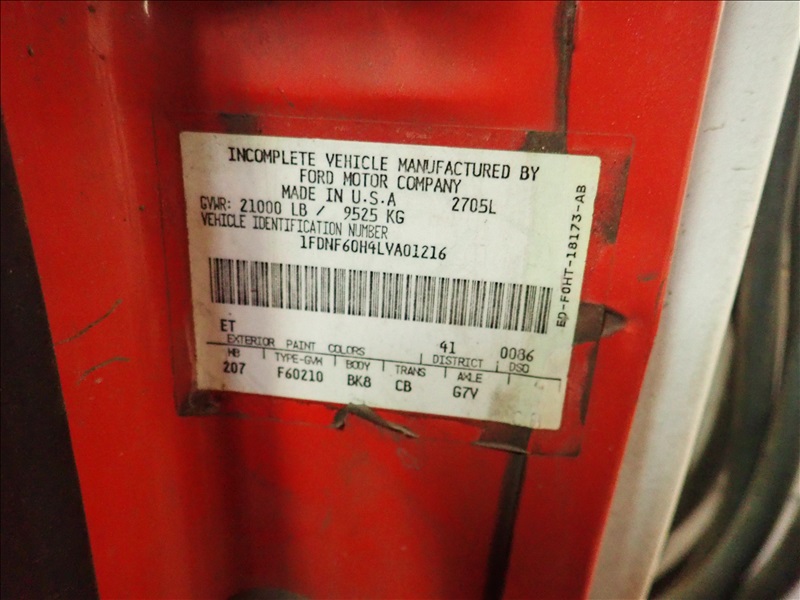 INCOMPLETE VEHICLE MANUFACTURED BY
FORD MOTOR COMPANY
MADE IN U.S.A 2705L
GVWR: 21000 LB / 9525 KG
VEHICLE IDENTIFICATION NUMBER
1FDNF60H4LVA01216
ET 41 0086
EXTERIOR PAINT COLORS DISTRICT DSO
WB TYPE-GVW BODY TRANS AXLE
207 F60210 BK8 CB G7V
ED-F0HT-18173-AB